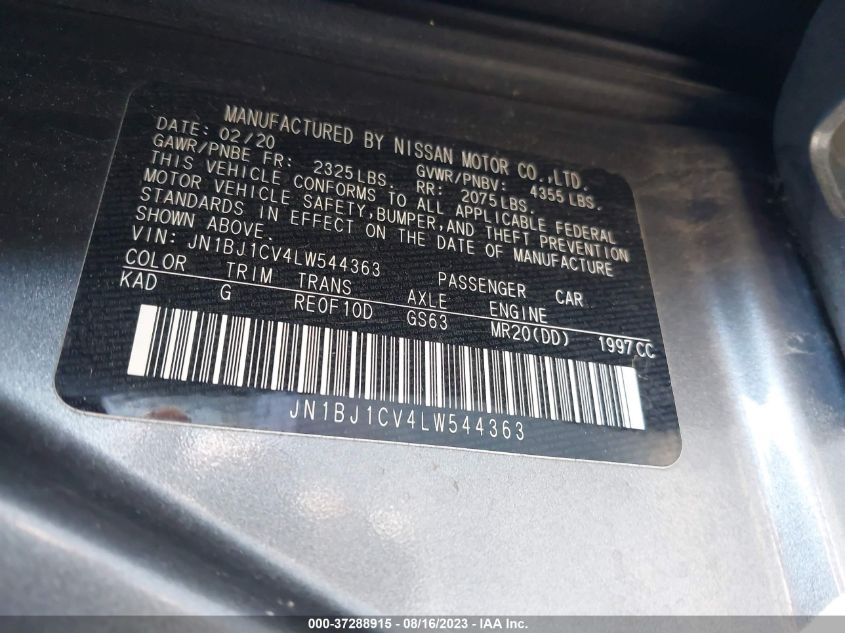 MANUFACTURED BY NISSAN MOTOR CO.,LTD.
DATE: 02/20 GVWR/PNBV: 4355 LBS.
GAWR/PNBE FR: 2325 LBS. RR: 2075 LBS.
THIS VEHICLE CONFORMS TO ALL APPLICABLE FEDERAL
MOTOR VEHICLE SAFETY, BUMPER, AND THEFT PREVENTION
STANDARDS IN EFFECT ON THE DATE OF MANUFACTURE
SHOWN ABOVE.
VIN: JN1BJ1CV4LW544363 PASSENGER CAR
COLOR TRIM TRANS AXLE ENGINE
KAD G RE0F10D GS63 MR20(DD) 1997CC
JN1BJ1CV4LW544363
000-37288915 - 08/16/2023 - IAA Inc.